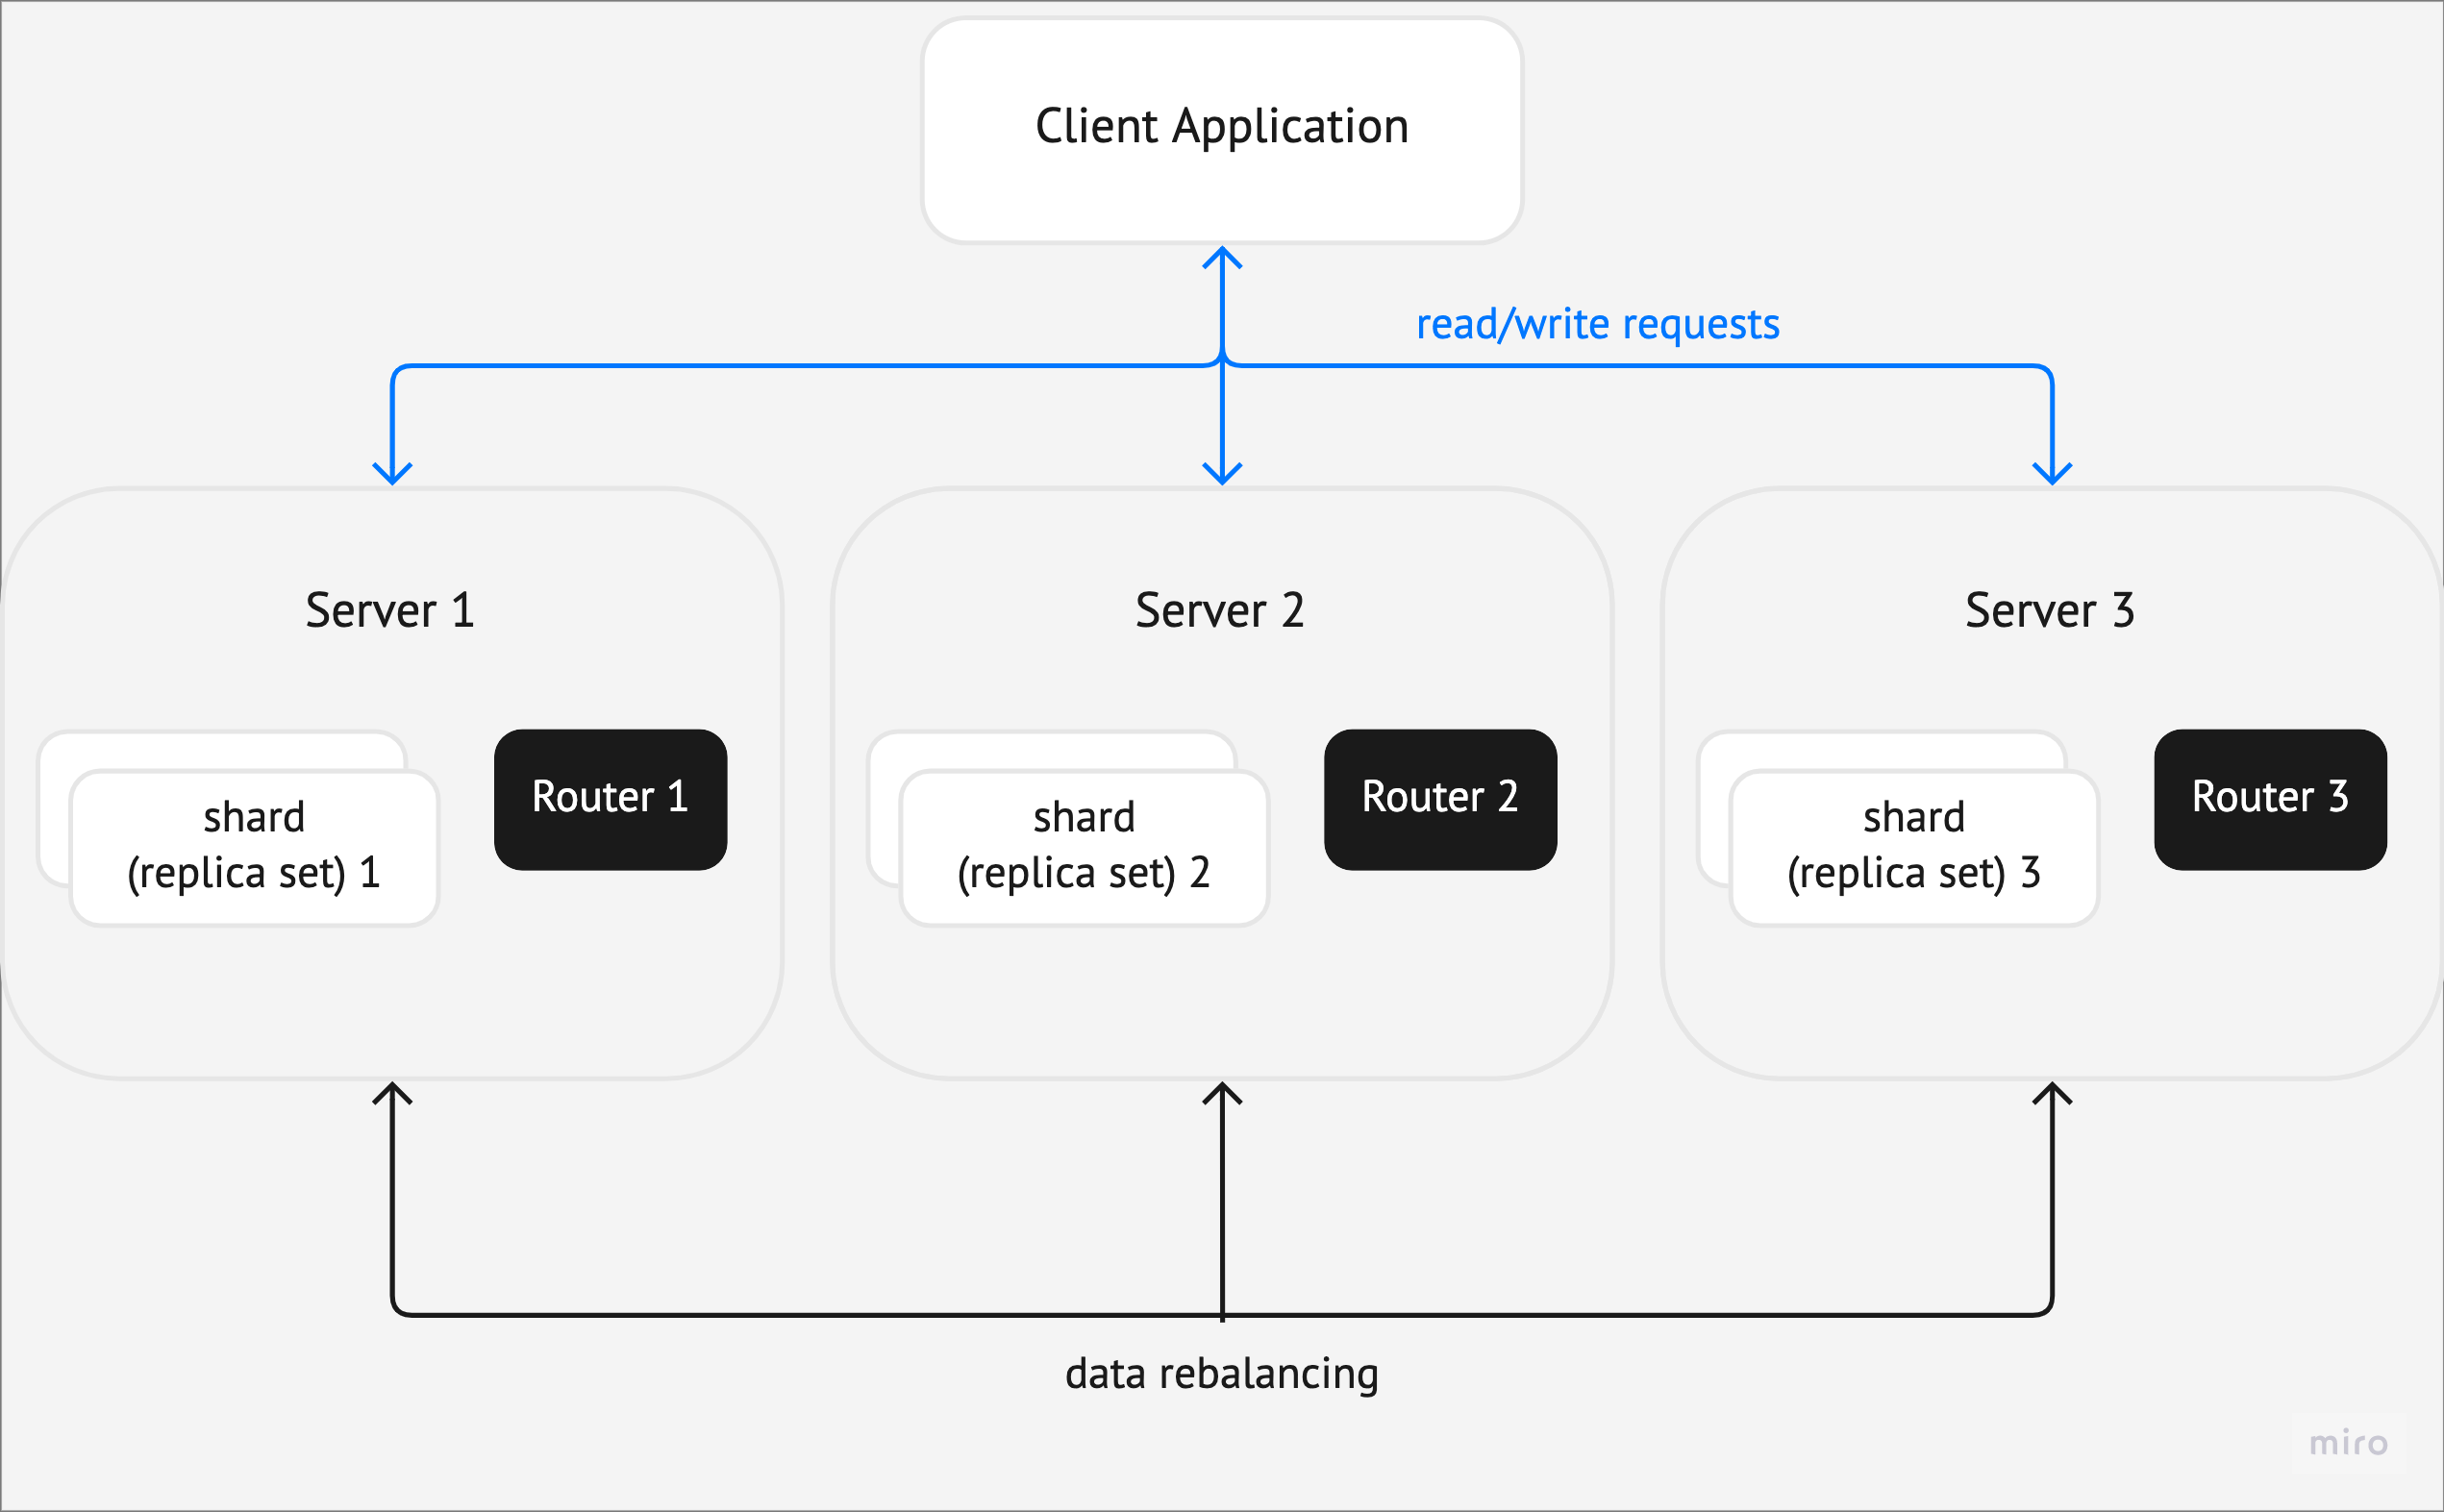 Client Application
read/write requests
Server 1
Server 2
Server 3
shard
(replica set) 1
Router 1
shard
(replica set) 2
Router 2
shard
(replica set) 3
Router 3
data rebalancing
miro